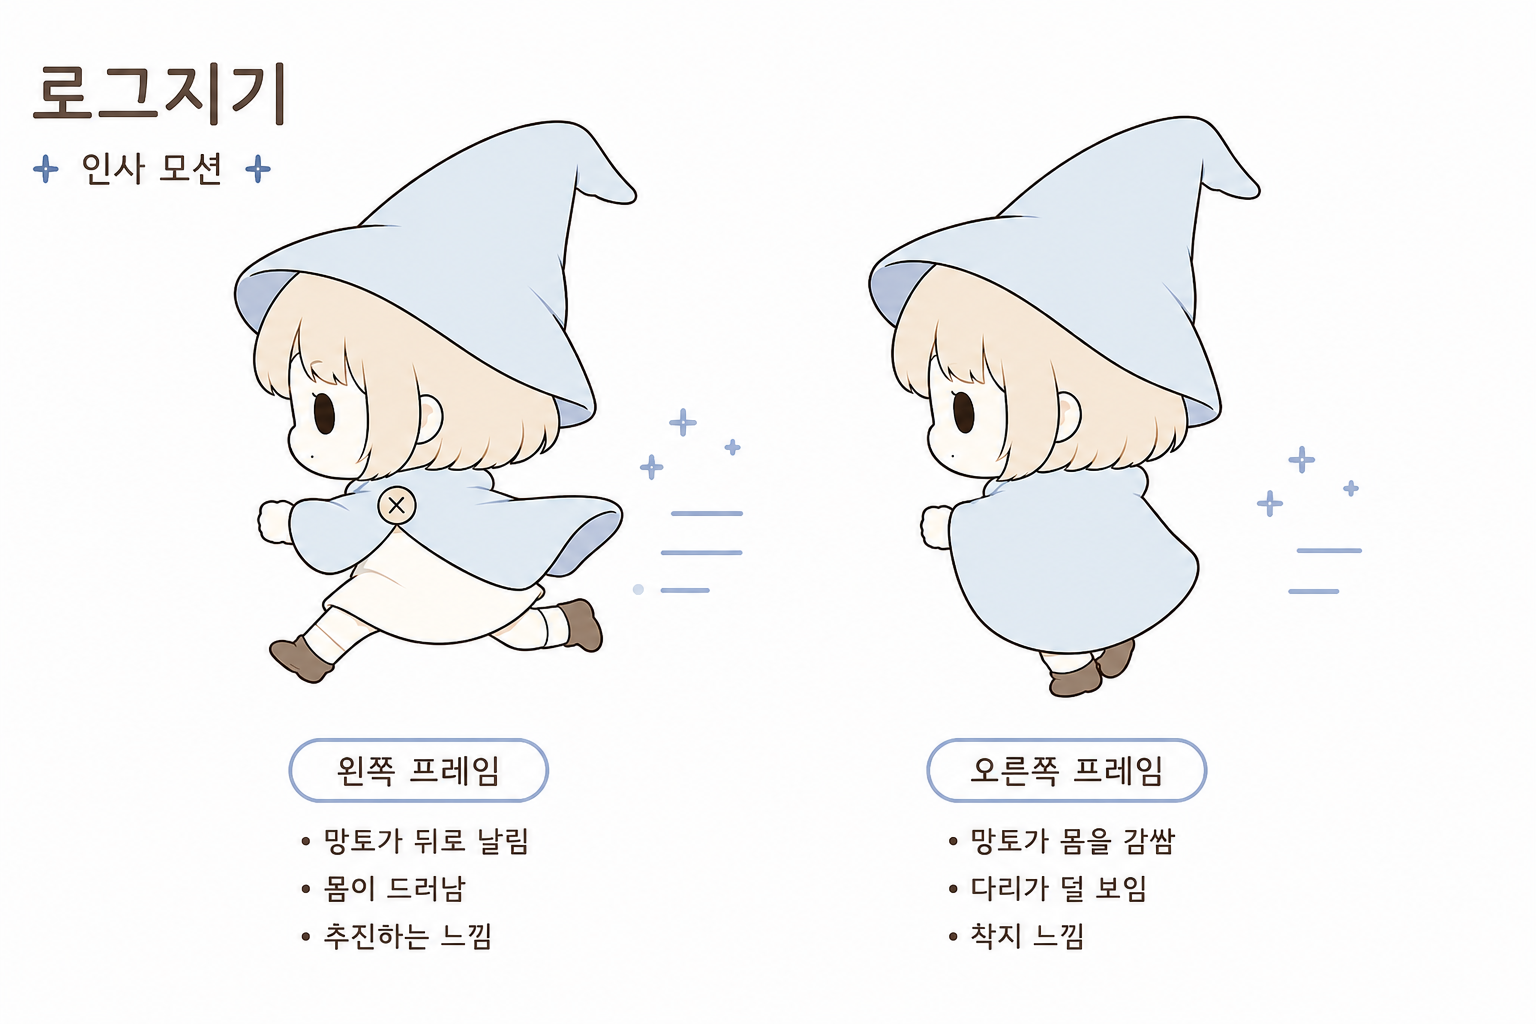 로그지기
인사 모션
왼쪽 프레임
• 망토가 뒤로 날림
• 몸이 드러남
• 추진하는 느낌
오른쪽 프레임
• 망토가 몸을 감쌈
• 다리가 덜 보임
• 착지 느낌